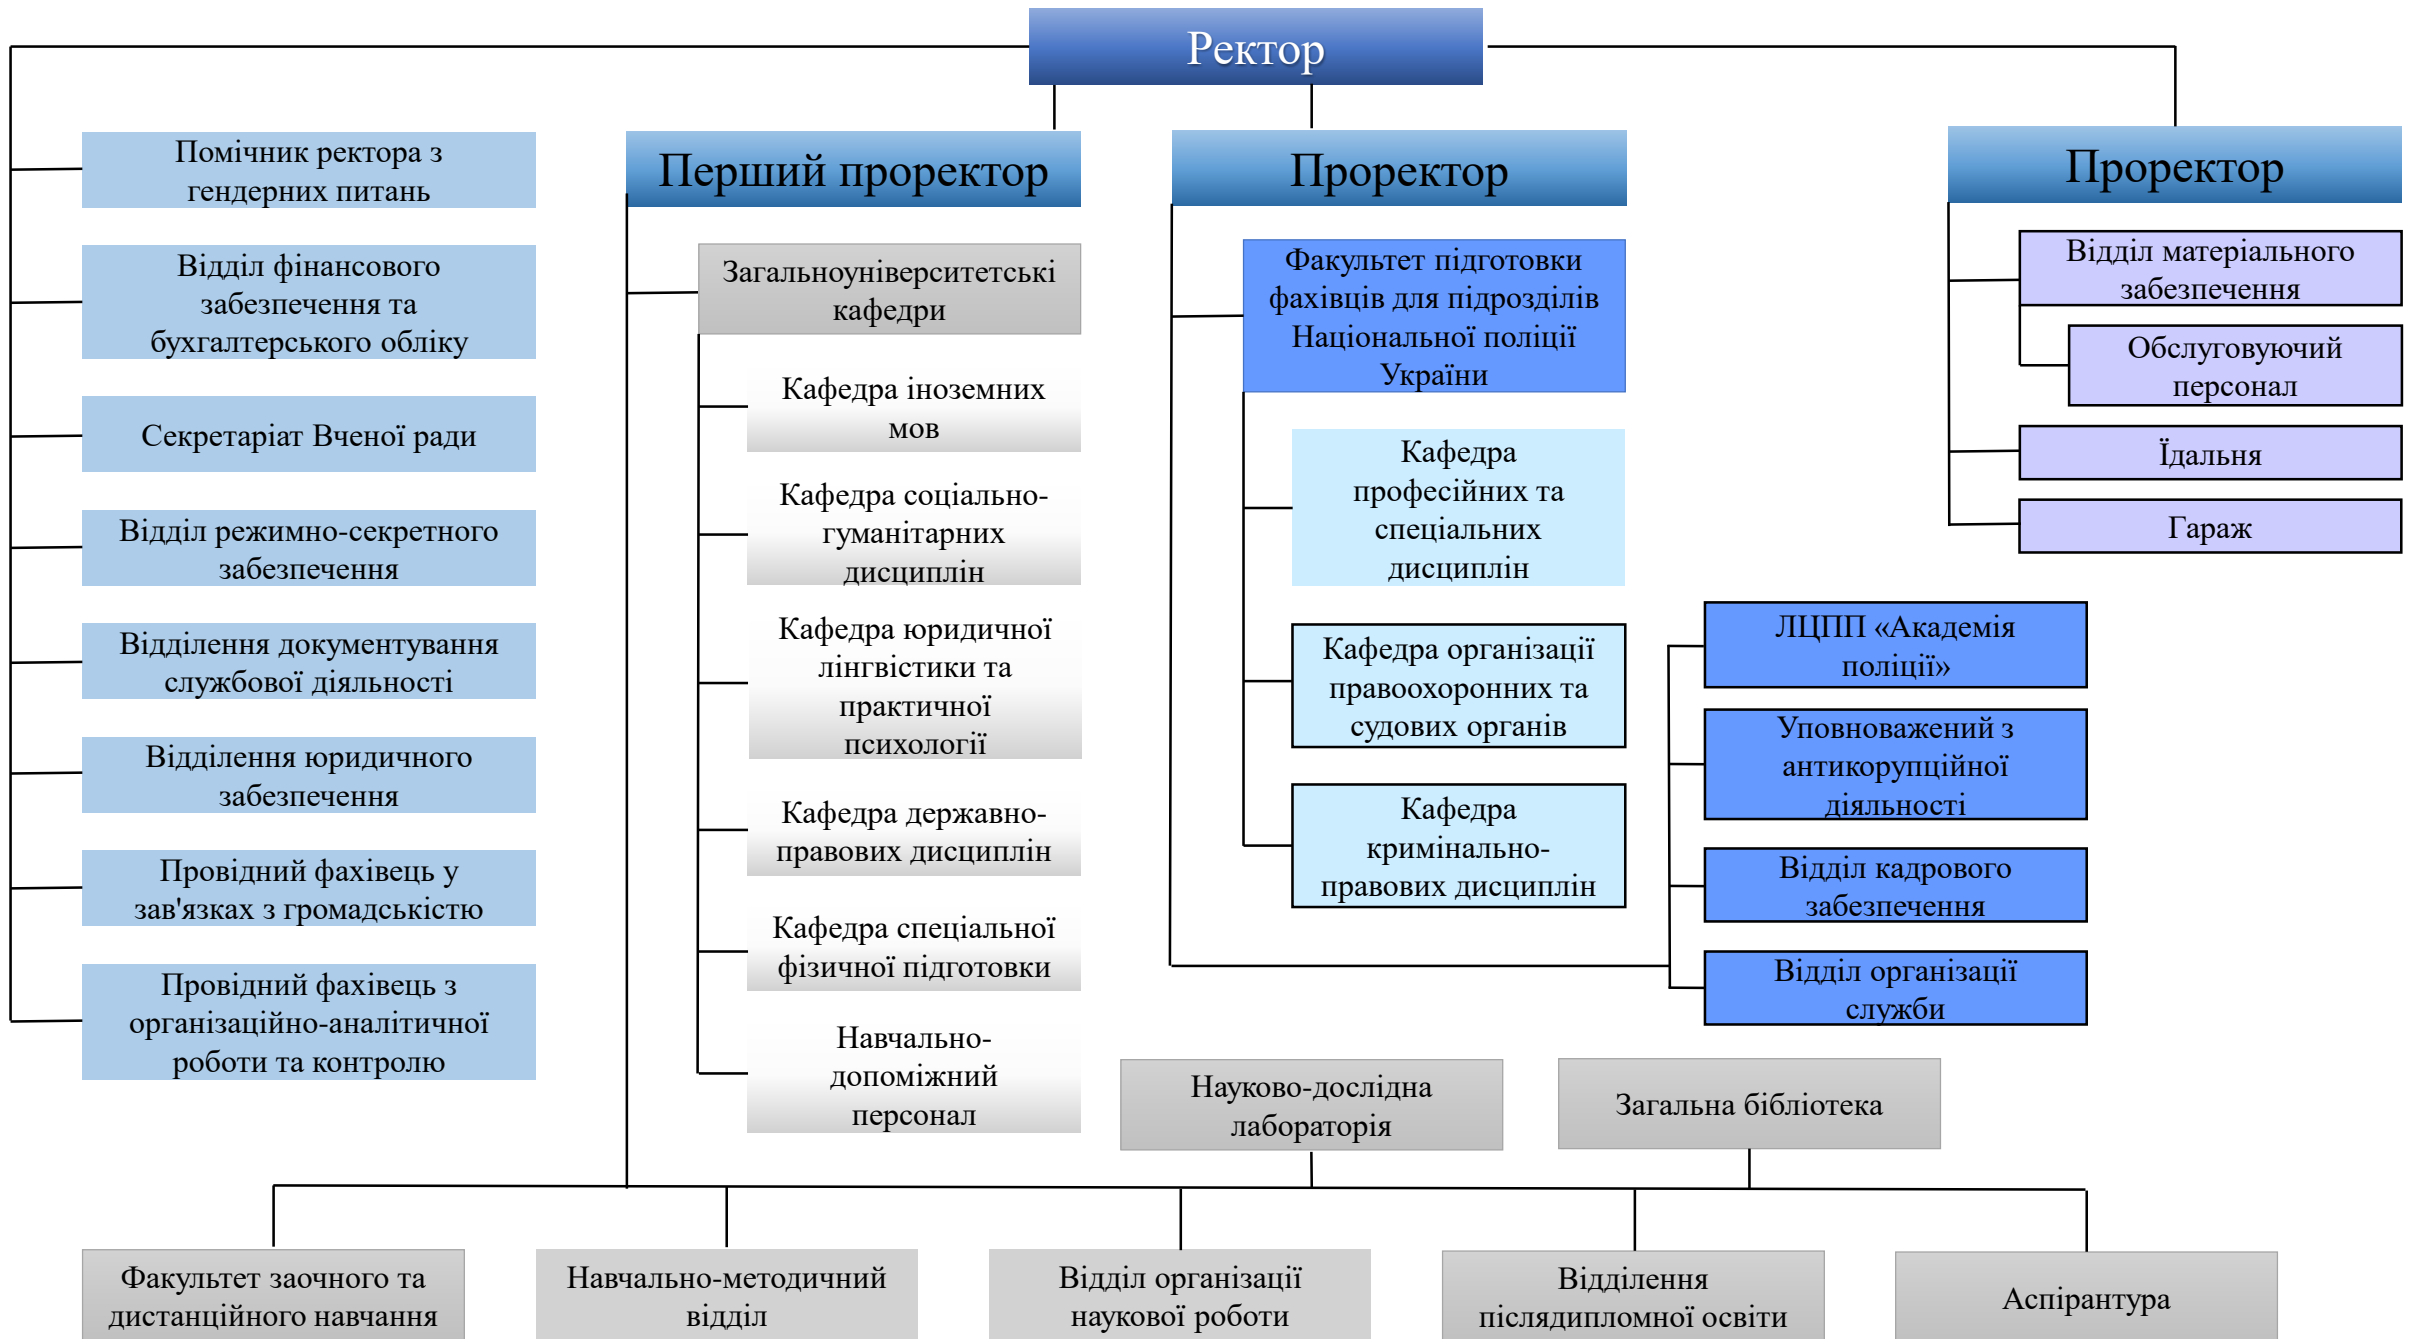 Ректор
Помічник ректора з
гендерних питань
Відділ фінансового
забезпечення та
бухгалтерського обліку
Секретаріат Вченої ради
Відділ режимно-секретного
забезпечення
Відділення документування
службової діяльності
Відділення юридичного
забезпечення
Провідний фахівець у
зав'язках з громадськістю
Провідний фахівець з
організаційно-аналітичної
роботи та контролю
Перший проректор
Загальноуніверситетські
кафедри
Кафедра іноземних
мов
Кафедра соціально-
гуманітарних
дисциплін
Кафедра юридичної
лінгвістики та
практичної
психології
Кафедра державно-
правових дисциплін
Кафедра спеціальної
фізичної підготовки
Навчально-
допоміжний
персонал
Проректор
Факультет підготовки
фахівців для підрозділів
Національної поліції
України
Кафедра
професійних та
спеціальних
дисциплін
Кафедра організації
правоохоронних та
судових органів
Кафедра
кримінально-
правових дисциплін
ЛЦПП «Академія
поліції»
Уповноважений з
антикорупційної
діяльності
Відділ кадрового
забезпечення
Відділ організації
служби
Проректор
Відділ матеріального
забезпечення
Обслуговуючий
персонал
Їдальня
Гараж
Науково-дослідна
лабораторія
Загальна бібліотека
Факультет заочного та
дистанційного навчання
Навчально-методичний
відділ
Відділ організації
наукової роботи
Відділення
післядипломної освіти
Аспірантура